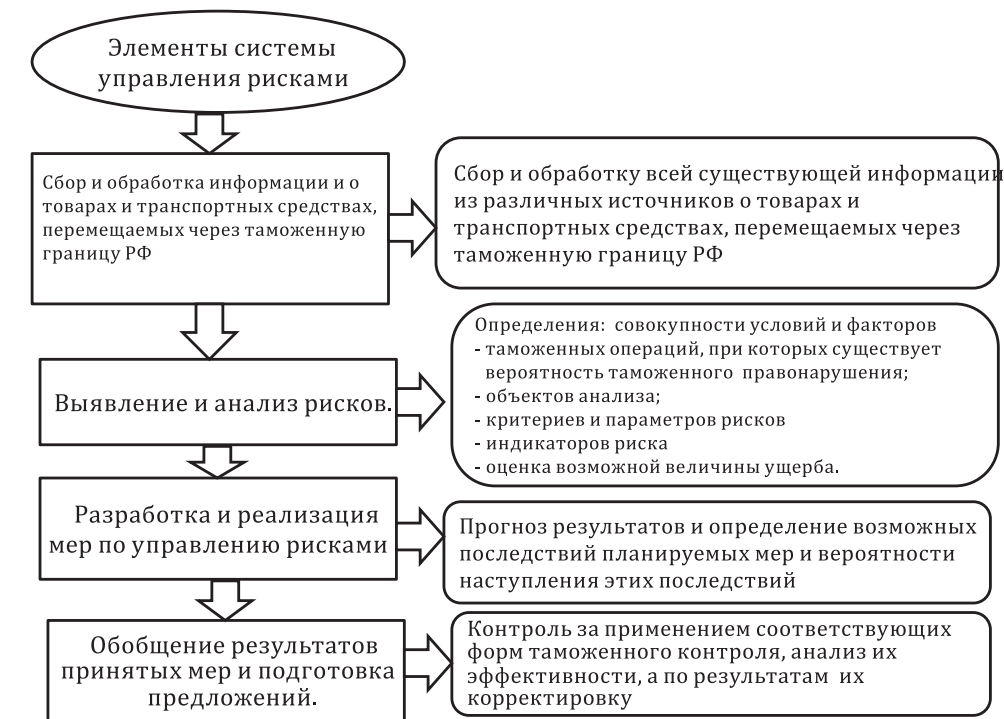 Элементы системы
управления рисками
Сбор и обработка информации и о
товарах и транспортных средствах,
перемещаемых через таможенную
границу РФ
Сбор и обработку всей существующей информации
из различных источников о товарах и
транспортных средствах, перемещаемых через
таможенную границу РФ
Выявление и анализ рисков.
Определения: совокупности условий и факторов
- таможенных операций, при которых существует
вероятность таможенного правонарушения;
- объектов анализа;
- критериев и параметров рисков
- индикаторов риска
- оценка возможной величины ущерба.
Разработка и реализация
мер по управлению рисками
Прогноз результатов и определение возможных
последствий планируемых мер и вероятности
наступления этих последствий
Обобщение результатов
принятых мер и подготовка
предложений.
Контроль за применением соответствующих
форм таможенного контроля, анализ их
эффективности, а по результатам их
корректировку